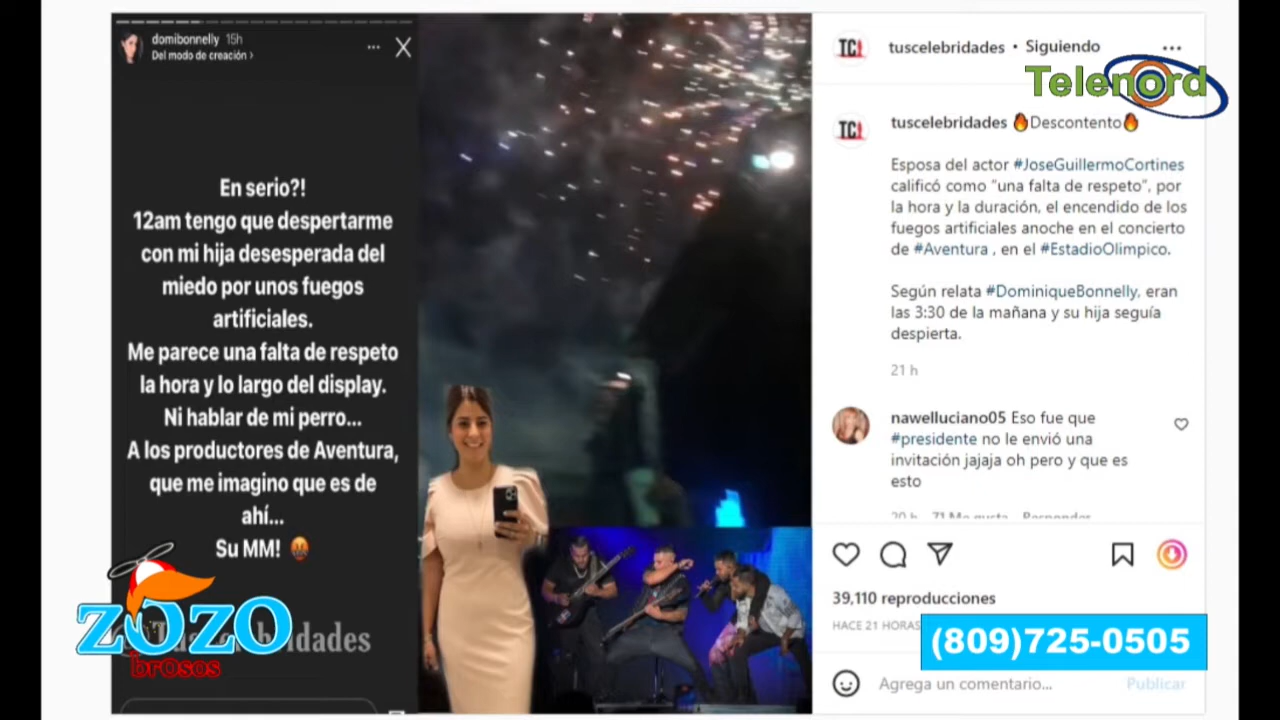 domibonnelly 15h
Del modo de creación ›
En serio?!
12am tengo que despertarme
con mi hija desesperada del
miedo por unos fuegos
artificiales.
Me parece una falta de respeto
la hora y lo largo del display.
Ni hablar de mi perro...
A los productores de Aventura,
que me imagino que es de
ahí...
Su MM!
zozo
brosos
TC
tuscelebridades • Siguiendo
Telenord
TC
tuscelebridades 🔥Descontento🔥
Esposa del actor #JoseGuillermoCortines
calificó como "una falta de respeto", por
la hora y la duración, el encendido de los
fuegos artificiales anoche en el concierto
de #Aventura , en el #EstadioOlimpico.
Según relata #DominiqueBonnelly, eran
las 3:30 de la mañana y su hija seguía
despierta.
21 h
nawelluciano05 Eso fue que
#presidente no le envió una
invitación jajaja oh pero y que es
esto
20 h 71 Me gusta Responder
39,110 reproducciones
HACE 21 HORAS
(809)725-0505
Agrega un comentario...
Publicar